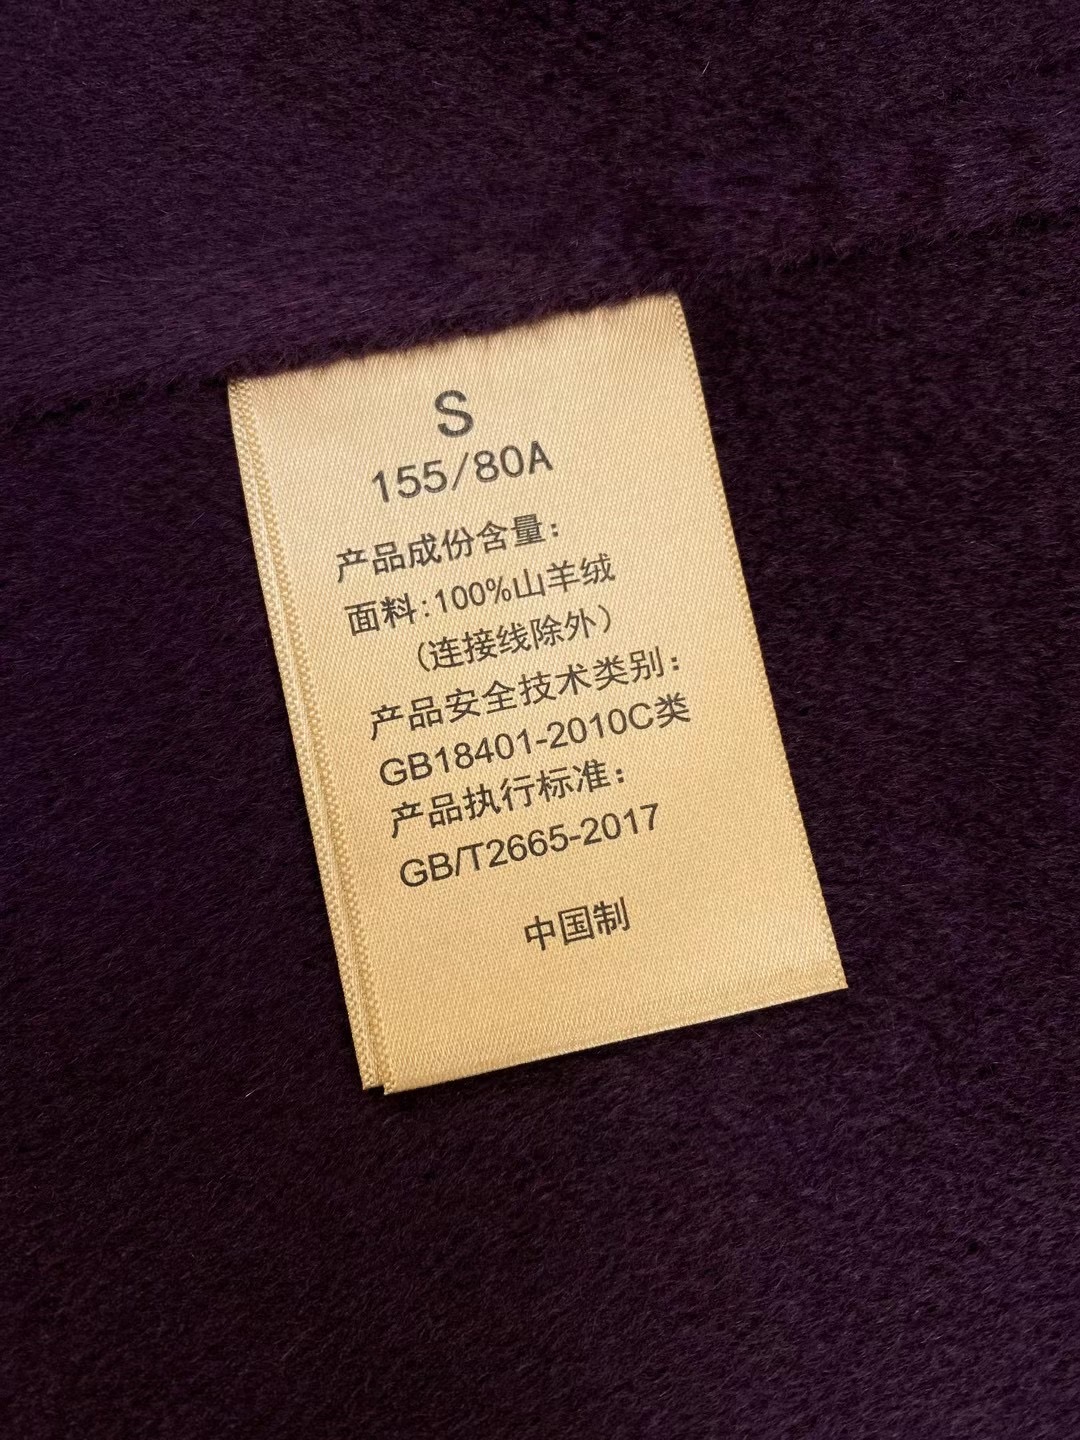 S
155/80A
产品成份含量：
面料:100%山羊绒
（连接线除外）
产品安全技术类别：
GB18401-2010C类
产品执行标准：
GB/T2665-2017
中国制